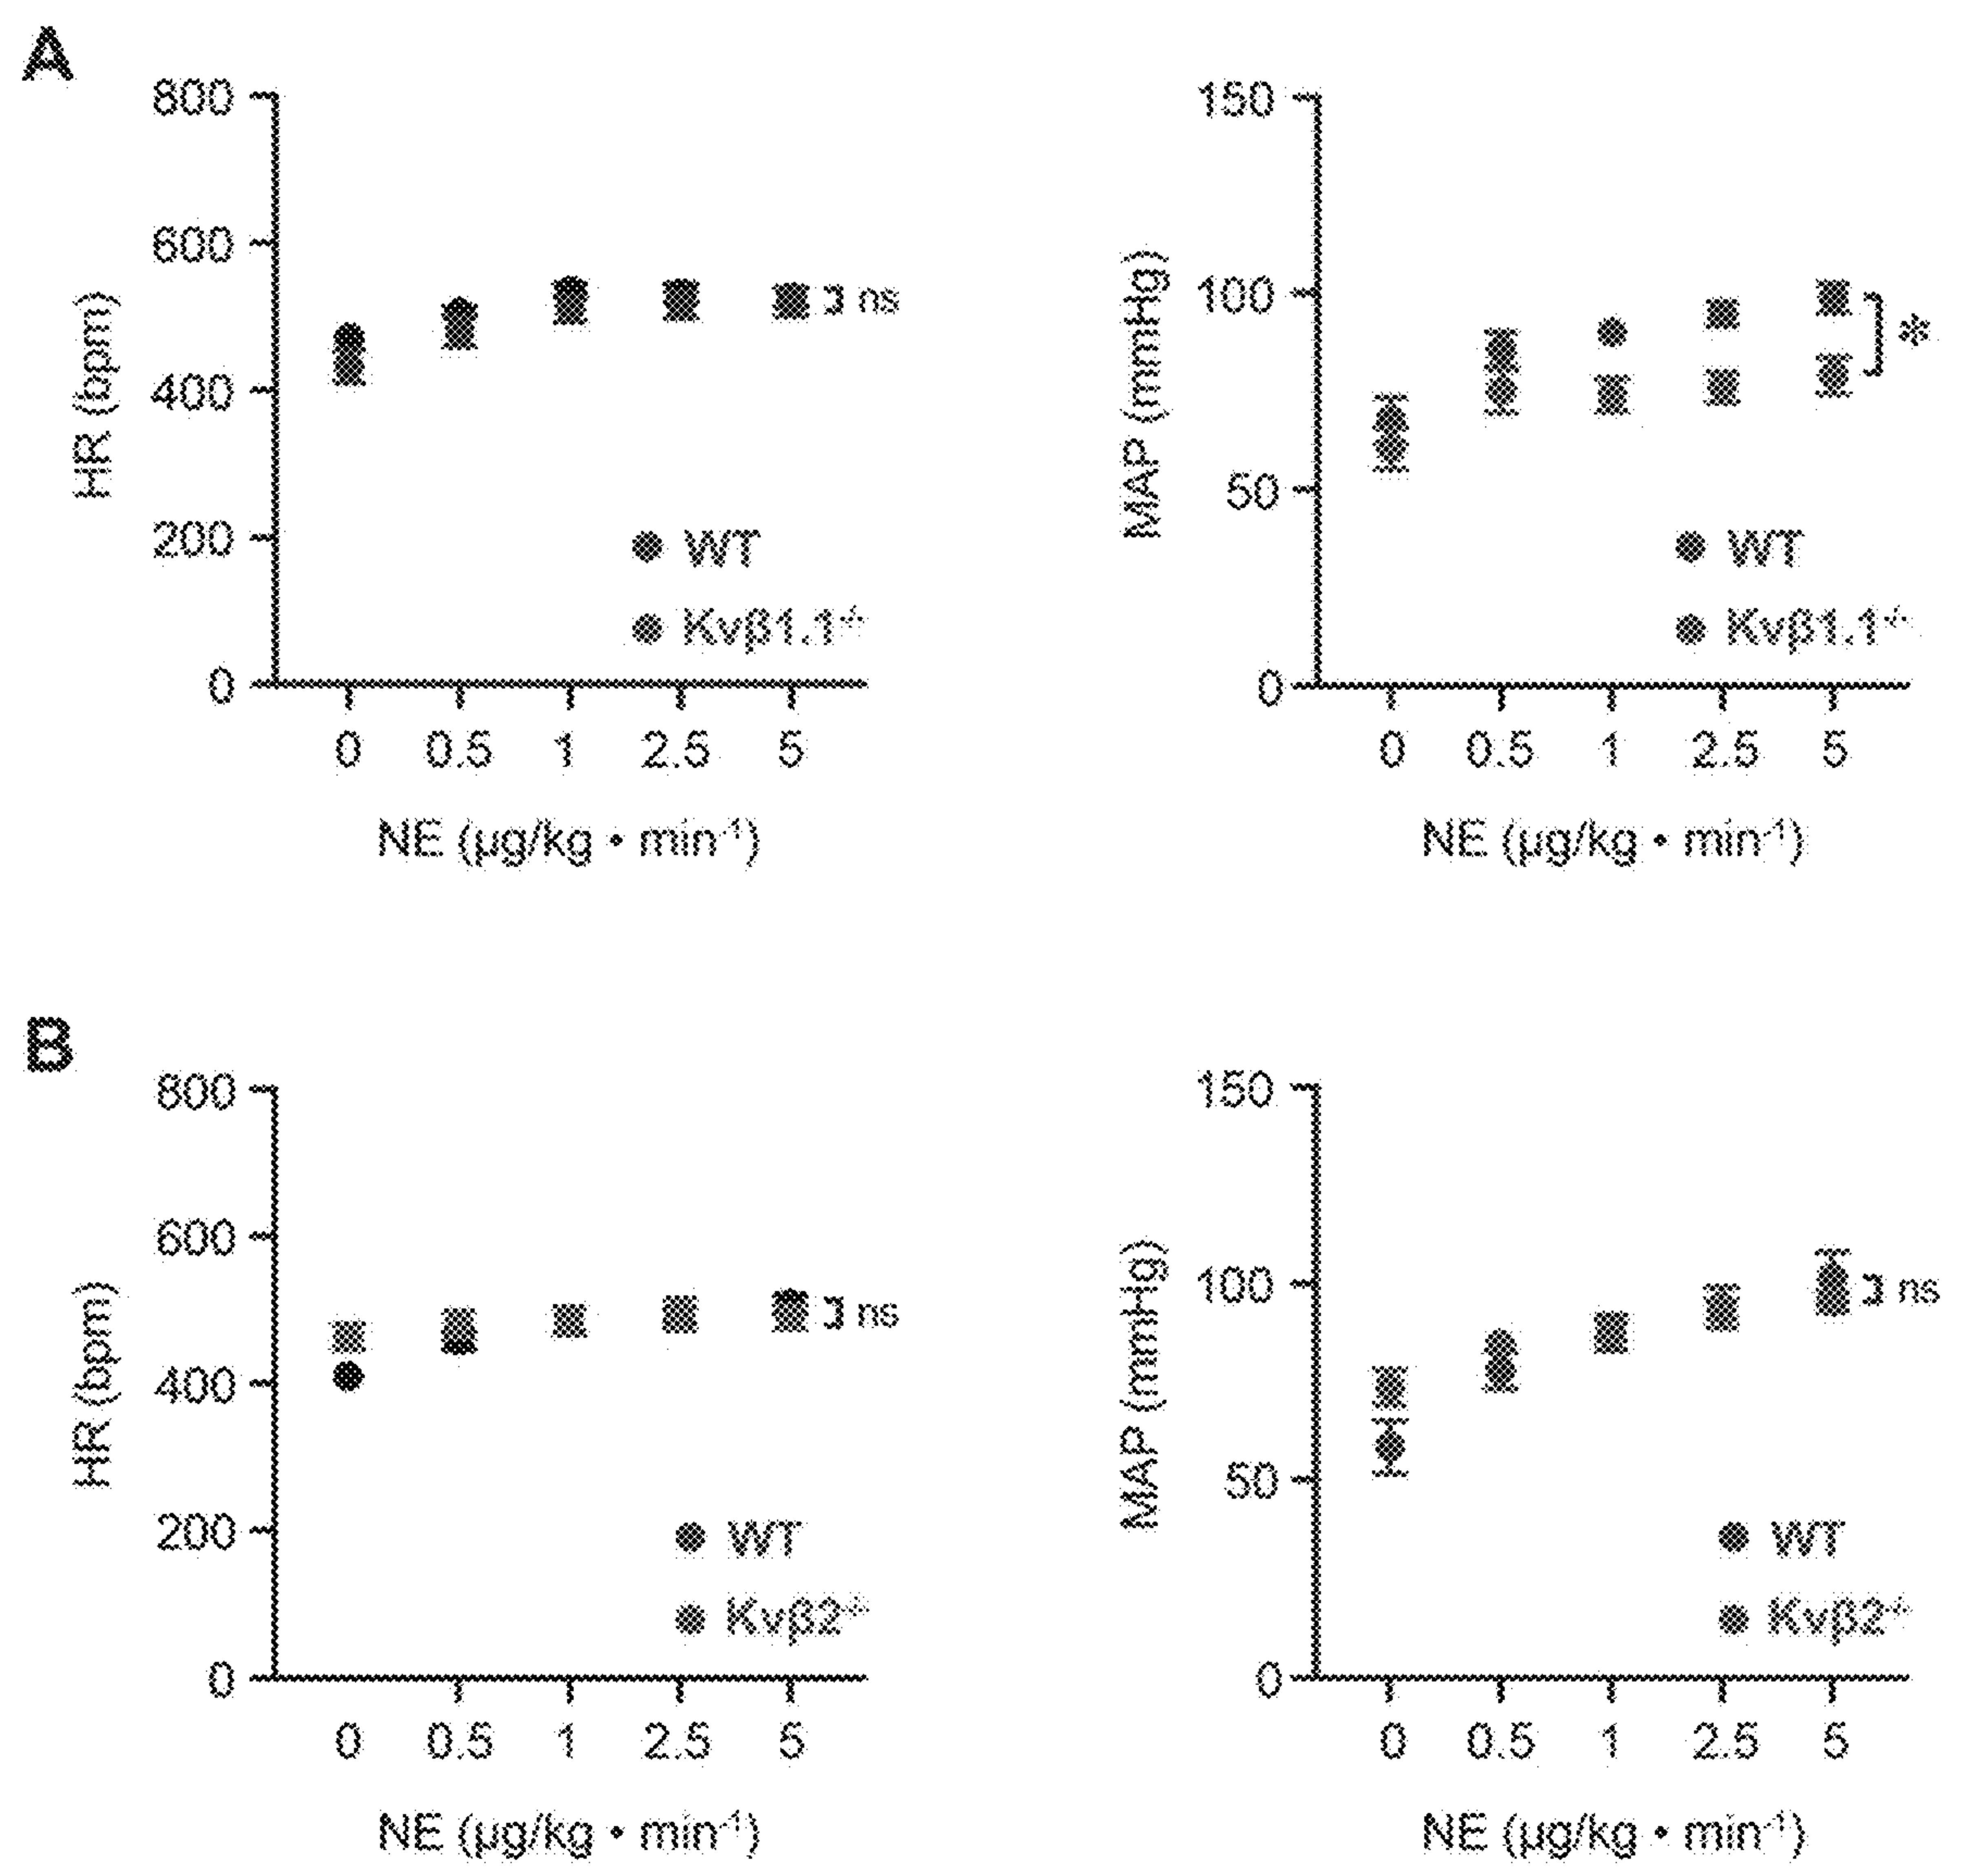 A
800
600
400
200
0
HR (bpm)
WT
Kvβ1.1-/-
ns
0 0.5 1 2.5 5
NE (µg/kg • min-1)
150
100
50
0
MAP (mmHg)
WT
Kvβ1.1-/-
*
0 0.5 1 2.5 5
NE (µg/kg • min-1)
B
800
600
400
200
0
HR (bpm)
WT
Kvβ2-/-
ns
0 0.5 1 2.5 5
NE (µg/kg • min-1)
150
100
50
0
MAP (mmHg)
WT
Kvβ2-/-
ns
0 0.5 1 2.5 5
NE (µg/kg • min-1)